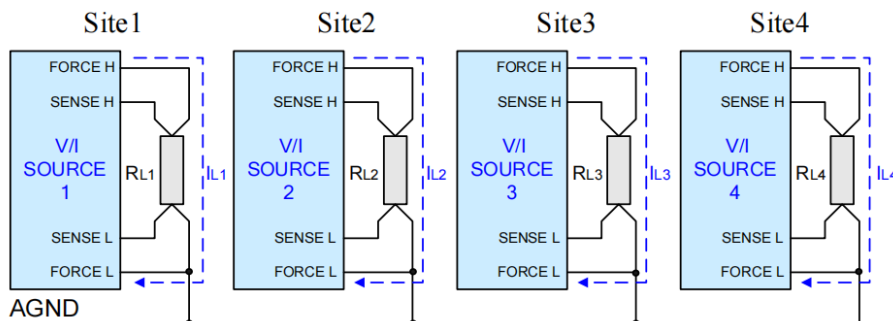 Site1 Site2 Site3 Site4
FORCE H FORCE H FORCE H FORCE H
SENSE H SENSE H SENSE H SENSE H
V/I SOURCE 1 RL1 IL1 V/I SOURCE 2 RL2 IL2 V/I SOURCE 3 RL3 IL3 V/I SOURCE 4 RL4 IL4
SENSE L SENSE L SENSE L SENSE L
FORCE L FORCE L FORCE L FORCE L
AGND